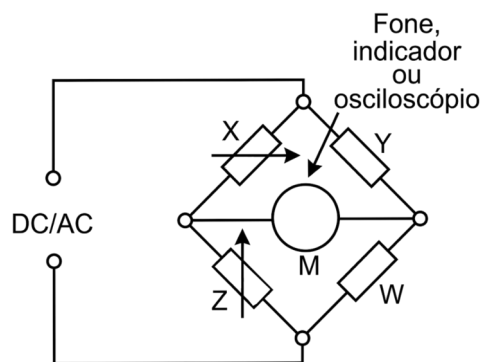 Fone,
indicador
ou
osciloscópio
X
Y
DC/AC
M
Z
W